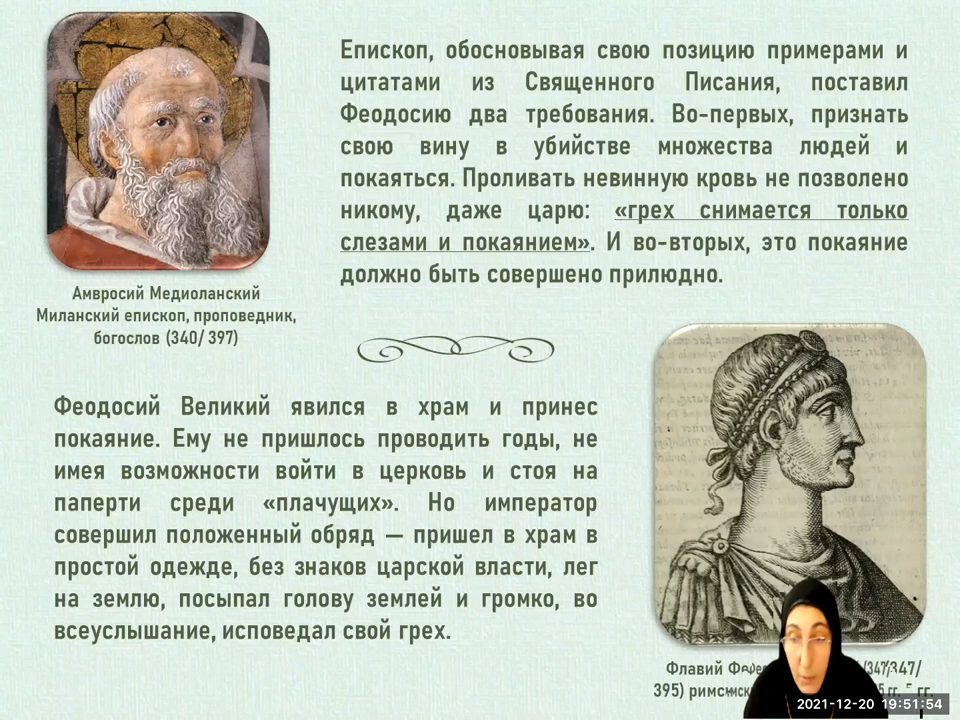 Епископ, обосновывая свою позицию примерами и
цитатами из Священного Писания, поставил
Феодосию два требования. Во-первых, признать
свою вину в убийстве множества людей и
покаяться. Проливать невинную кровь не позволено
никому, даже царю: «грех снимается только
слезами и покаянием». И во-вторых, это покаяние
должно быть совершено прилюдно.
Амвросий Медиоланский
Миланский епископ, проповедник,
богослов (340/ 397)
Феодосий Великий явился в храм и принес
покаяние. Ему не пришлось проводить годы, не
имея возможности войти в церковь и стоя на
паперти среди «плачущих». Но император
совершил положенный обряд — пришел в храм в
простой одежде, без знаков царской власти, лег
на землю, посыпал голову землей и громко, во
всеуслышание, исповедал свой грех.
Флавий
395)
2021-12-20 19:51:54